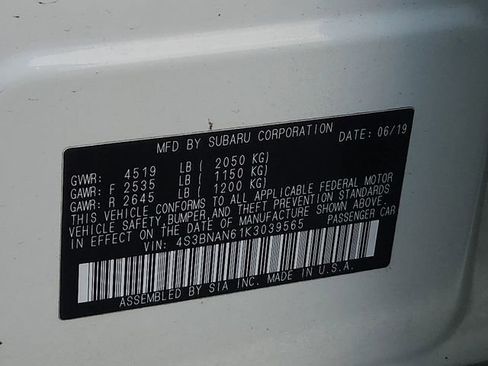 MFD BY SUBARU CORPORATION DATE: 06/19
GVWR: 4519 LB ( 2050 KG)
GAWR: F 2535 LB ( 1150 KG)
GAWR: R 2645 LB ( 1200 KG)
THIS VEHICLE CONFORMS TO ALL APPLICABLE FEDERAL MOTOR
VEHICLE SAFETY,BUMPER,AND THEFT PREVENTION STANDARDS
IN EFFECT ON THE DATE OF MANUFACTURE SHOWN ABOVE.
VIN: 4S3BNAN61K3039565 PASSENGER CAR
ASSEMBLED BY SIA INC. MADE IN U.S.A.